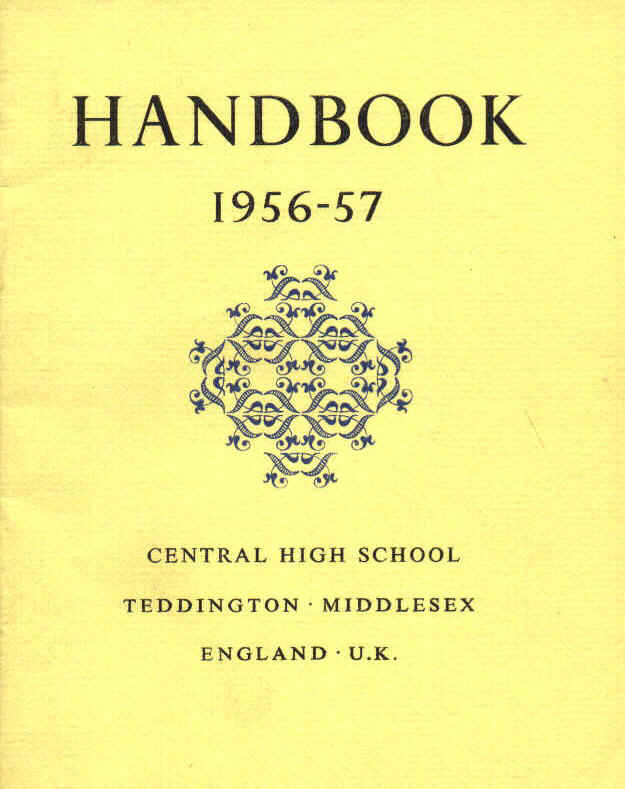 HANDBOOK
1956-57
CENTRAL HIGH SCHOOL
TEDDINGTON · MIDDLESEX
ENGLAND · U.K.